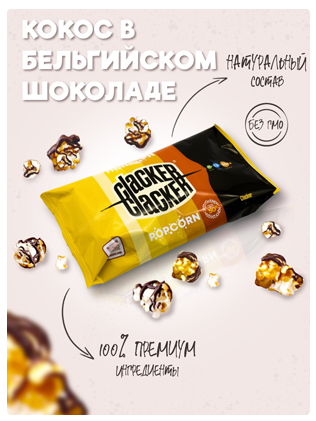 КОКОС В
БЕЛЬГИЙСКОМ
ШОКОЛАДЕ
НАТУРАЛЬНЫЙ
СОСТАВ
БЕЗ ГМО
CLACKER
CLACKER
POPCORN
100% ПРЕМИУМ
ИНГРЕДИЕНТЫ